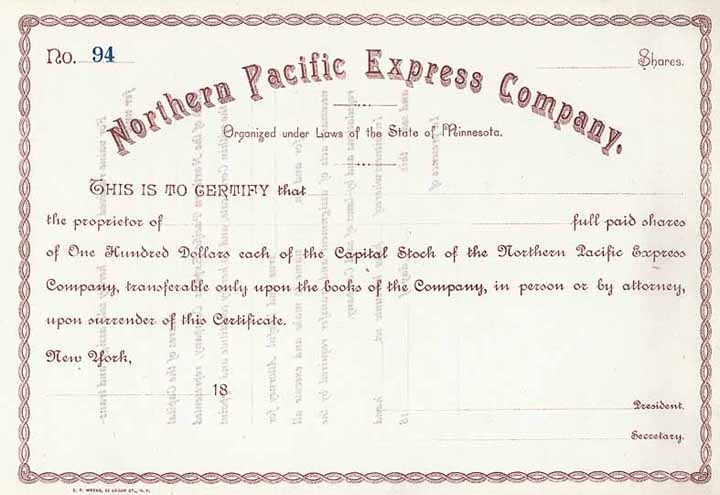 No. 94 Shares.
Northern Pacific Express Company.
Organized under Laws of the State of Minnesota.
THIS IS TO CERTIFY that
the proprietor of full paid shares
of One Hundred Dollars each of the Capital Stock of the Northern Pacific Express
Company, transferable only upon the books of the Company, in person or by attorney,
upon surrender of this Certificate.
New York,
18
President.
Secretary.